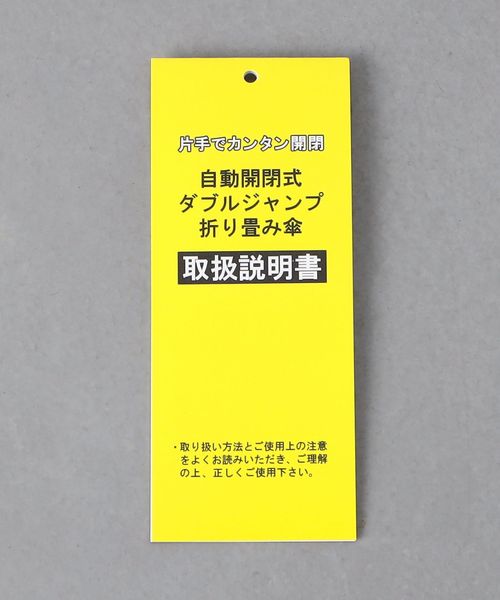 片手でカンタン開閉
自動開閉式
ダブルジャンプ
折り畳み傘
取扱説明書
・取り扱い方法とご使用上の注意
をよくお読みいただき、ご理解
の上、正しくご使用下さい。